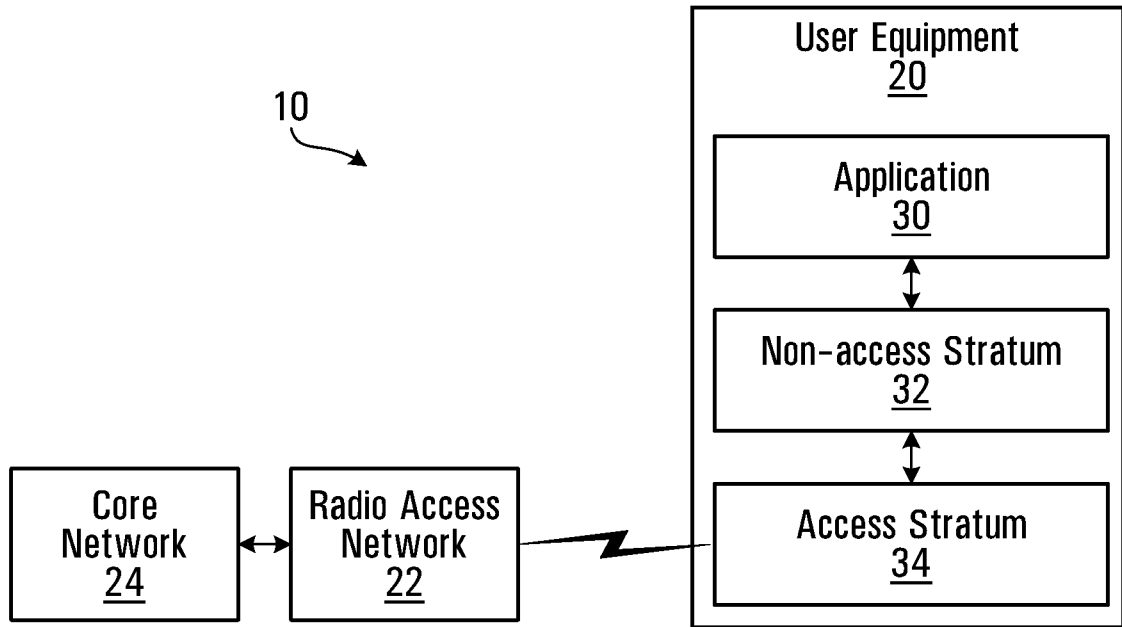 User Equipment
20
10
Application
30
Non-access Stratum
32
Core
Network
24
Radio Access
Network
22
Access Stratum
34